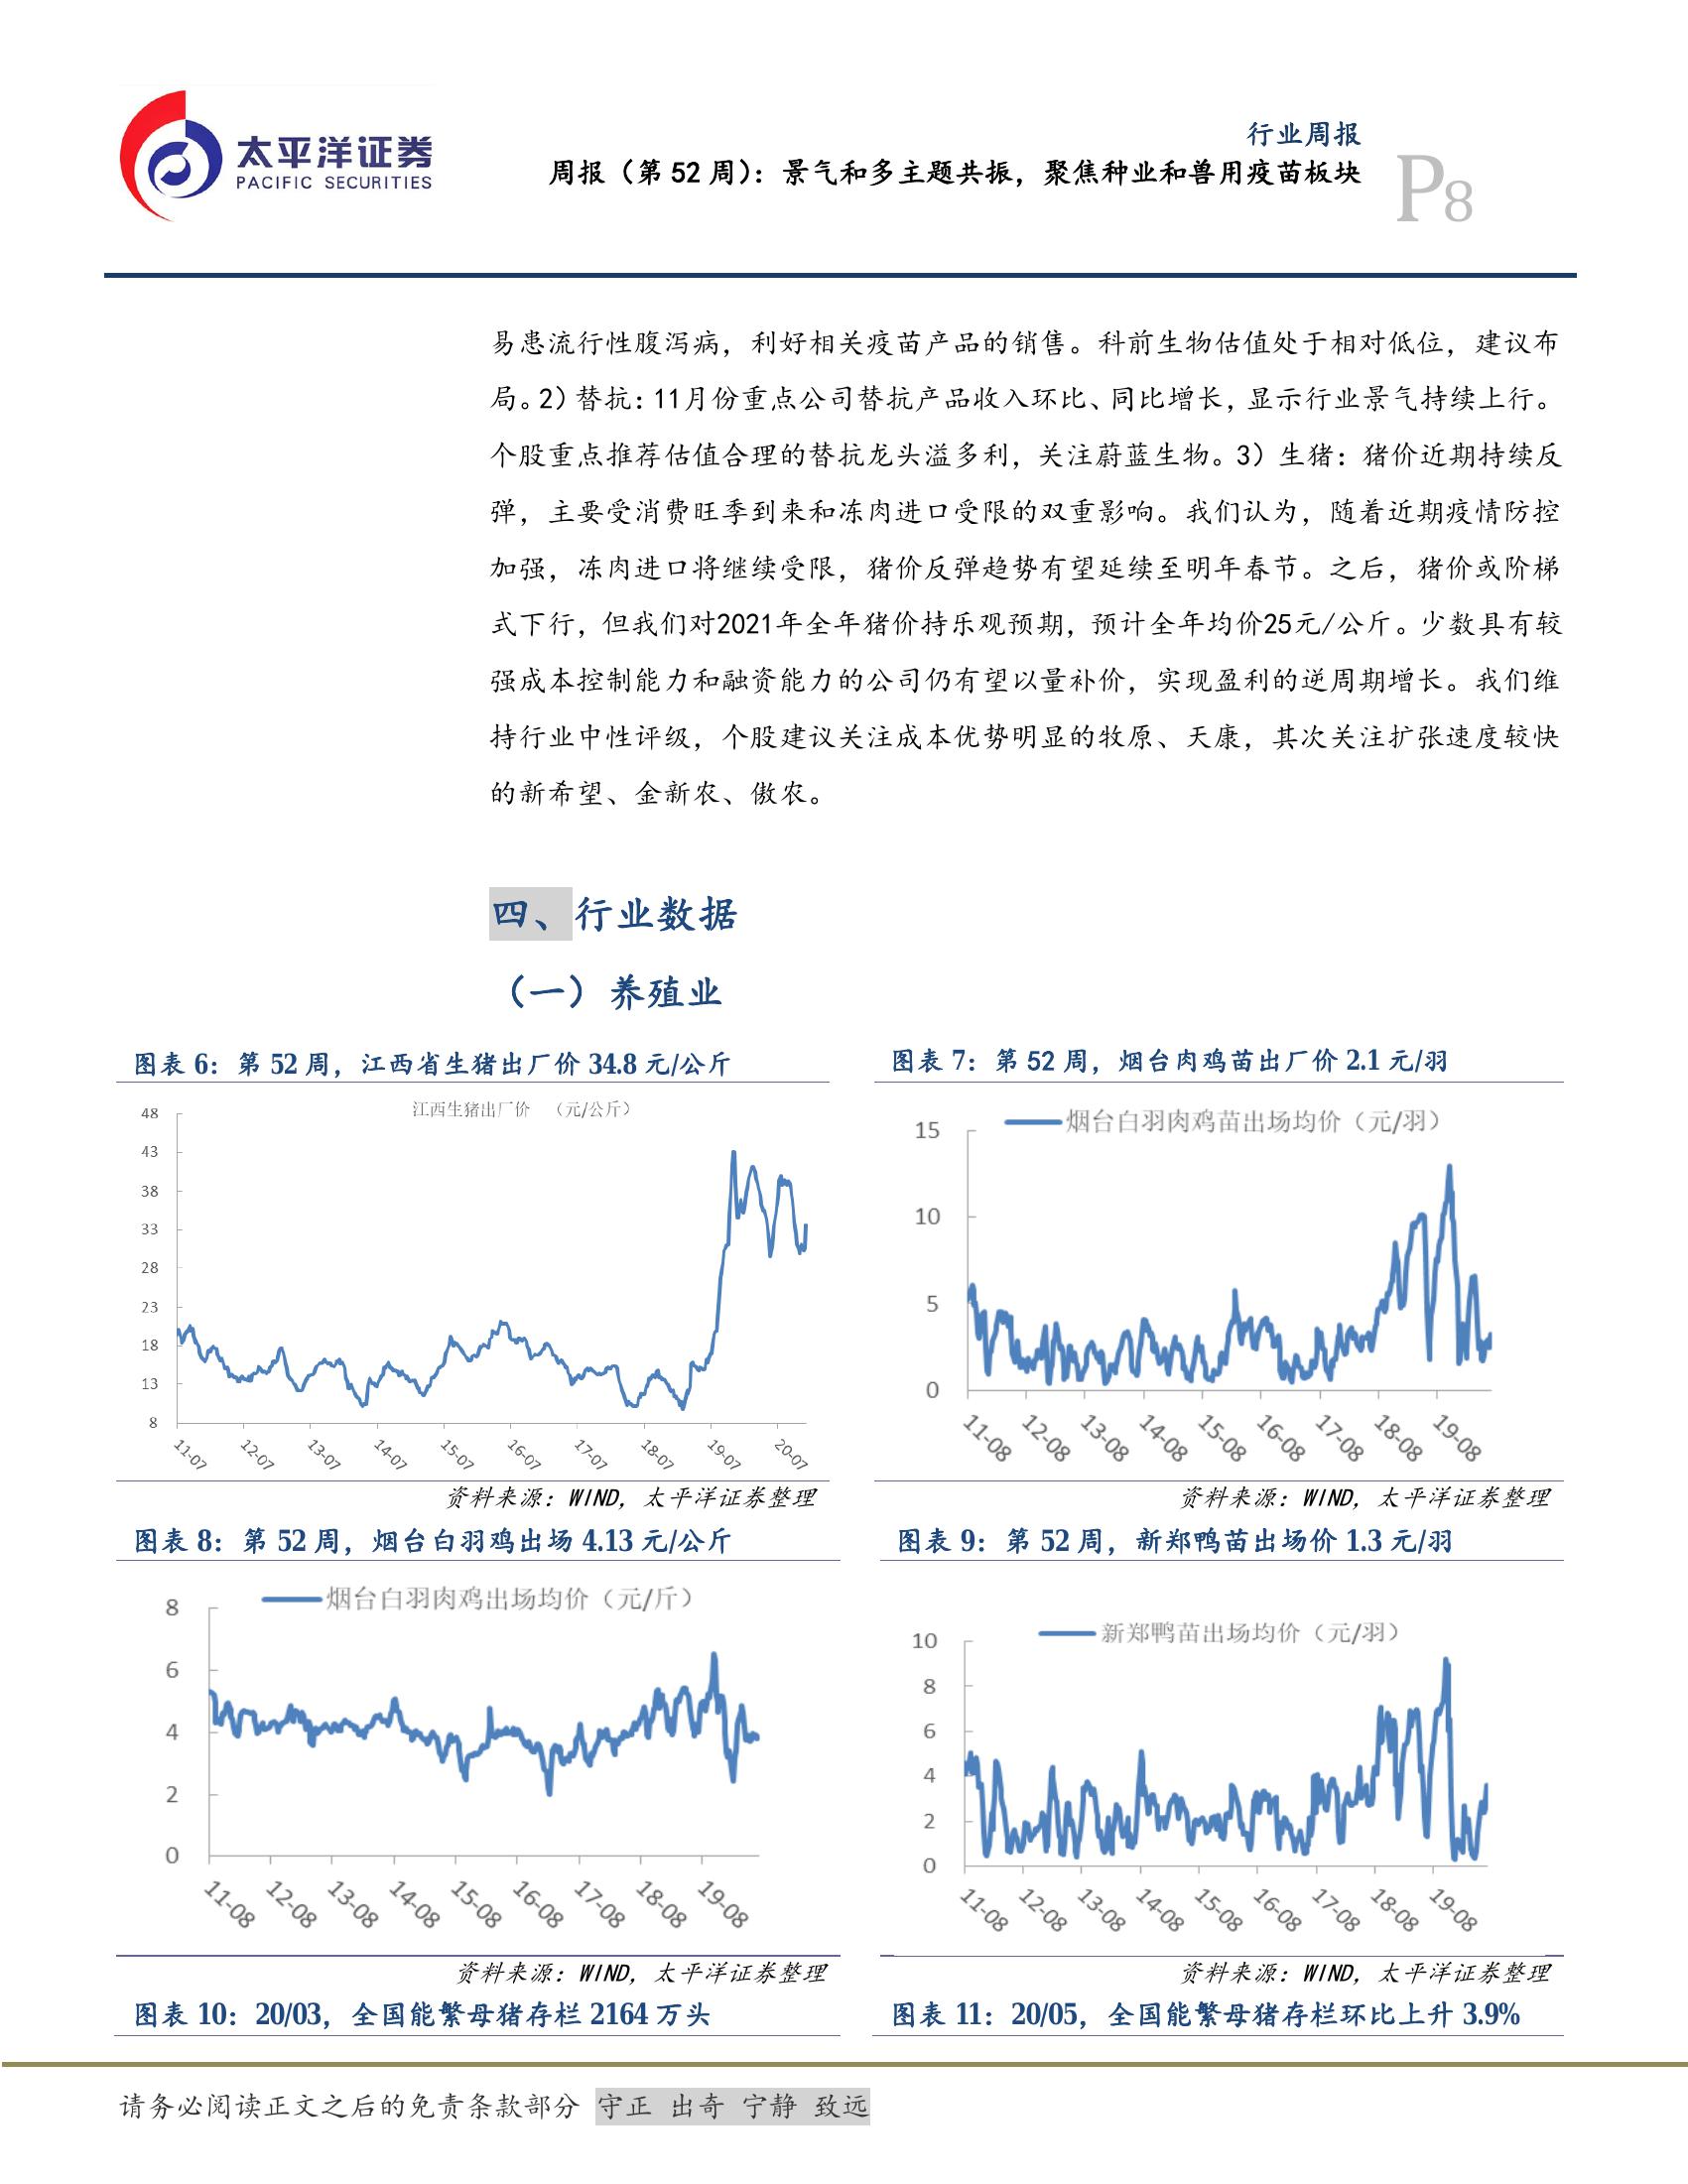 太平洋证券
PACIFIC SECURITIES
行业周报
周报（第 52 周）：景气和多主题共振，聚焦种业和兽用疫苗板块
P8
易患流行性腹泻病，利好相关疫苗产品的销售。科前生物估值处于相对低位，建议布
局。2）替抗：11月份重点公司替抗产品收入环比、同比增长，显示行业景气持续上行。
个股重点推荐估值合理的替抗龙头溢多利，关注蔚蓝生物。3）生猪：猪价近期持续反
弹，主要受消费旺季到来和冻肉进口受限的双重影响。我们认为，随着近期疫情防控
加强，冻肉进口将继续受限，猪价反弹趋势有望延续至明年春节。之后，猪价或阶梯
式下行，但我们对2021年全年猪价持乐观预期，预计全年均价25元/公斤。少数具有较
强成本控制能力和融资能力的公司仍有望以量补价，实现盈利的逆周期增长。我们维
持行业中性评级，个股建议关注成本优势明显的牧原、天康，其次关注扩张速度较快
的新希望、金新农、傲农。
四、行业数据
（一）养殖业
图表 6：第 52 周，江西省生猪出厂价 34.8 元/公斤
江西生猪出厂价 （元/公斤）
48
43
38
33
28
23
18
13
8
11-07 12-07 13-07 14-07 15-07 16-07 17-07 18-07 19-07 20-07
资料来源：WIND，太平洋证券整理
图表 7：第 52 周，烟台肉鸡苗出厂价 2.1 元/羽
烟台白羽肉鸡苗出场均价（元/羽）
15
10
5
0
11-08 12-08 13-08 14-08 15-08 16-08 17-08 18-08 19-08
资料来源：WIND，太平洋证券整理
图表 8：第 52 周，烟台白羽鸡出场 4.13 元/公斤
烟台白羽肉鸡出场均价（元/斤）
8
6
4
2
0
11-08 12-08 13-08 14-08 15-08 16-08 17-08 18-08 19-08
资料来源：WIND，太平洋证券整理
图表 9：第 52 周，新郑鸭苗出场价 1.3 元/羽
新郑鸭苗出场均价（元/羽）
10
8
6
4
2
0
11-08 12-08 13-08 14-08 15-08 16-08 17-08 18-08 19-08
资料来源：WIND，太平洋证券整理
图表 10：20/03，全国能繁母猪存栏 2164 万头
图表 11：20/05，全国能繁母猪存栏环比上升 3.9%
请务必阅读正文之后的免责条款部分 守正 出奇 宁静 致远